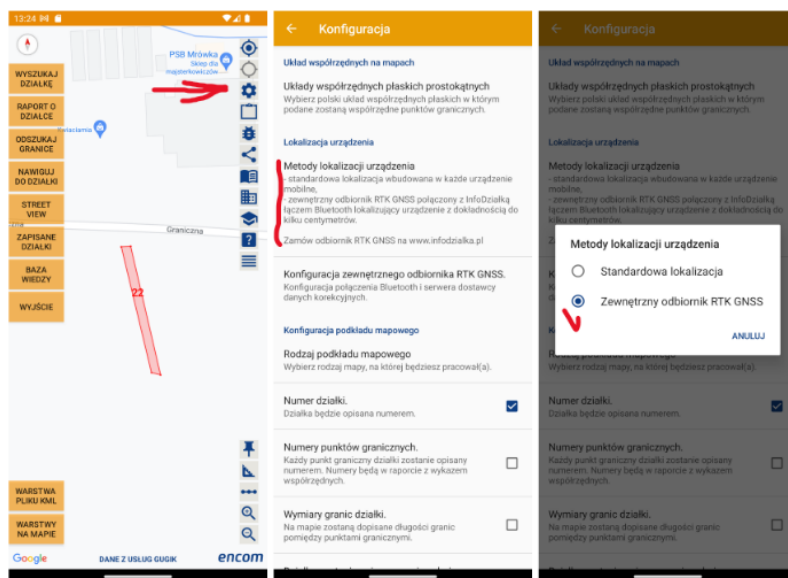 13:24
PSB Mrówka
Sklep dla
majsterkowiczów
WYSZUKAJ
DZIAŁKĘ
RAPORT O
DZIAŁCE
ODSZUKAJ
GRANICE
NAWIGUJ
DO DZIAŁKI
STREET
VIEW
Graniczna
ZAPISANE
DZIAŁKI
BAZA
WIEDZY
22
WYJŚCIE
WARSTWA
PLIKU KML
WARSTWY
NA MAPIE
Google
DANE Z USŁUG GUGIK
encom
Konfiguracja
Układ współrzędnych na mapach
Układy współrzędnych płaskich prostokątnych
Wybierz polski układ współrzędnych płaskich w którym
podane zostaną współrzędne punktów granicznych.
Lokalizacja urządzenia
Metody lokalizacji urządzenia
- standardowa lokalizacja wbudowana w każde urządzenie
mobilne,
- zewnętrzny odbiornik RTK GNSS połączony z InfoDziałką
łączem Bluetooth lokalizujący urządzenie z dokładnością do
kilku centymetrów.
Zamów odbiornik RTK GNSS na www.infodzialka.pl
Konfiguracja zewnętrznego odbiornika RTK GNSS.
Konfiguracja połączenia Bluetooth i serwera dostawcy
danych korekcyjnych.
Konfiguracja podkładu mapowego
Rodzaj podkładu mapowego
Wybierz rodzaj mapy, na której będziesz pracował(a).
Numer działki.
Działka będzie opisana numerem.
Numery punktów granicznych.
Każdy punkt graniczny działki zostanie opisany
numerem. Numery będą w raporcie z wykazem
współrzędnych.
Wymiary granic działki.
Na mapie zostaną dopisane długości granic
pomiędzy punktami granicznymi.
Konfiguracja
Układ współrzędnych na mapach
Układy współrzędnych płaskich prostokątnych
Wybierz polski układ współrzędnych płaskich w którym
podane zostaną współrzędne punktów granicznych.
Lokalizacja urządzenia
Metody lokalizacji urządzenia
- standardowa lokalizacja wbudowana w każde urządzenie
mobilne,
- zewnętrzny odbiornik RTK GNSS połączony z InfoDziałką
łączem Bluetooth lokalizujący urządzenie z dokładnością do
Metody lokalizacji urządzenia
Standardowa lokalizacja
Zewnętrzny odbiornik RTK GNSS
ANULUJ
Rodzaj podkładu mapowego
Wybierz rodzaj mapy, na której będziesz pracował(a).
Numer działki.
Działka będzie opisana numerem.
Numery punktów granicznych.
Każdy punkt graniczny działki zostanie opisany
numerem. Numery będą w raporcie z wykazem
współrzędnych.
Wymiary granic działki.
Na mapie zostaną dopisane długości granic
pomiędzy punktami granicznymi.